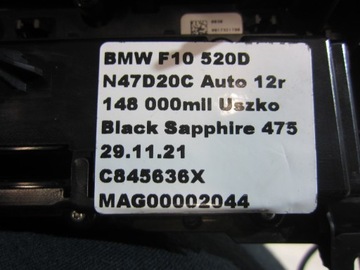 BMW F10 520D
N47D20C Auto 12r
148 000mil Uszko
Black Sapphire 475
29.11.21
C845636X
MAG00002044